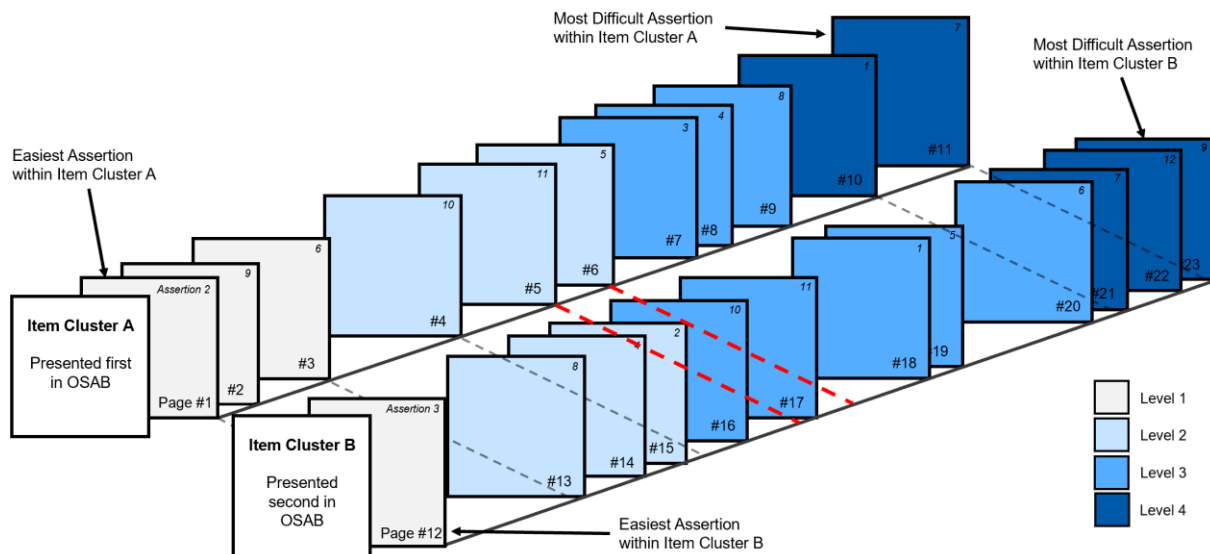 Most Difficult Assertion
within Item Cluster A
Most Difficult Assertion
within Item Cluster B
Easiest Assertion
within Item Cluster A
Item Cluster A
Presented first
in OSAB
Assertion 2
Page #1
9
#2
6
#3
10
#4
11
#5
5
#6
3
#7
4
#8
8
#9
1
#10
7
#11
Item Cluster B
Presented
second in
OSAB
Assertion 3
Page #12
8
#13
#14
2
#15
10
#16
11
#17
1
#18
5
#19
6
#20
7
#21
12
#22
9
23
Easiest Assertion
within Item Cluster B
Level 1
Level 2
Level 3
Level 4